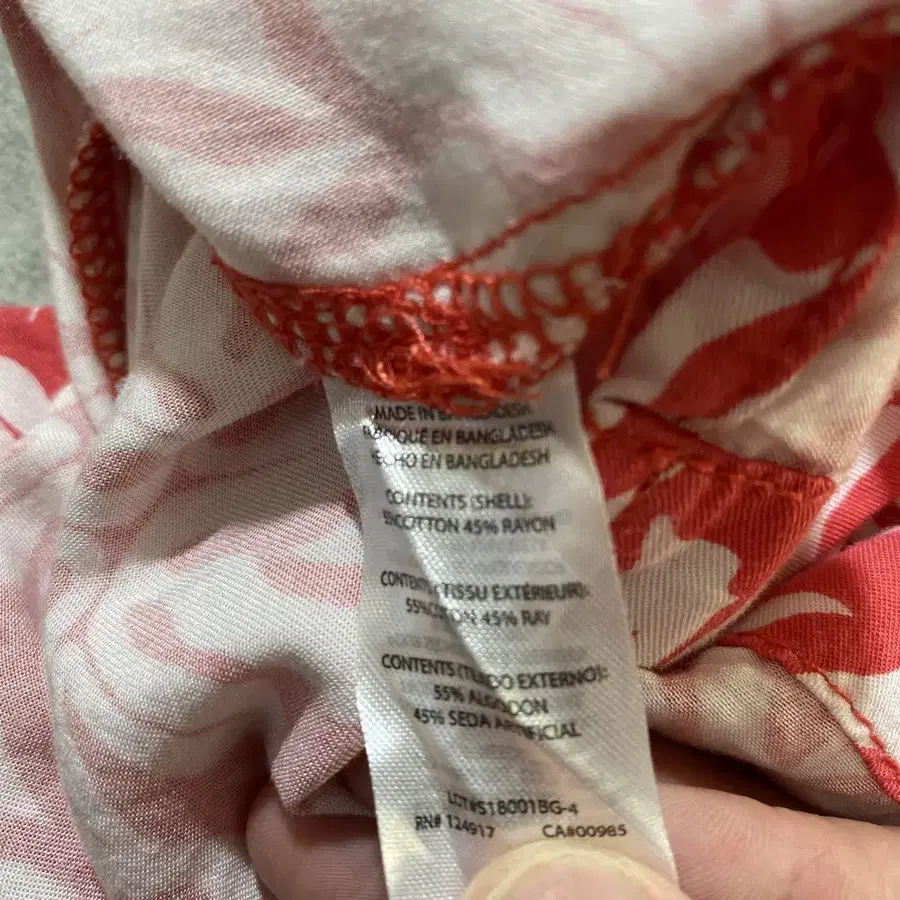 MADE IN BANGLADESH
FABRIQUÉ EN BANGLADESH
HECHO EN BANGLADESH
CONTENTS (SHELL):
55%COTTON 45% RAYON
CONTENTS (TISSU EXTÉRIEUR):
55% 45% RAY
CONTENTS (TEJIDO EXTERNO):
55% ALGODON
45% SEDA ARTIFICIAL
LOT#S18001BG-4
RN# 124917 CA#00985